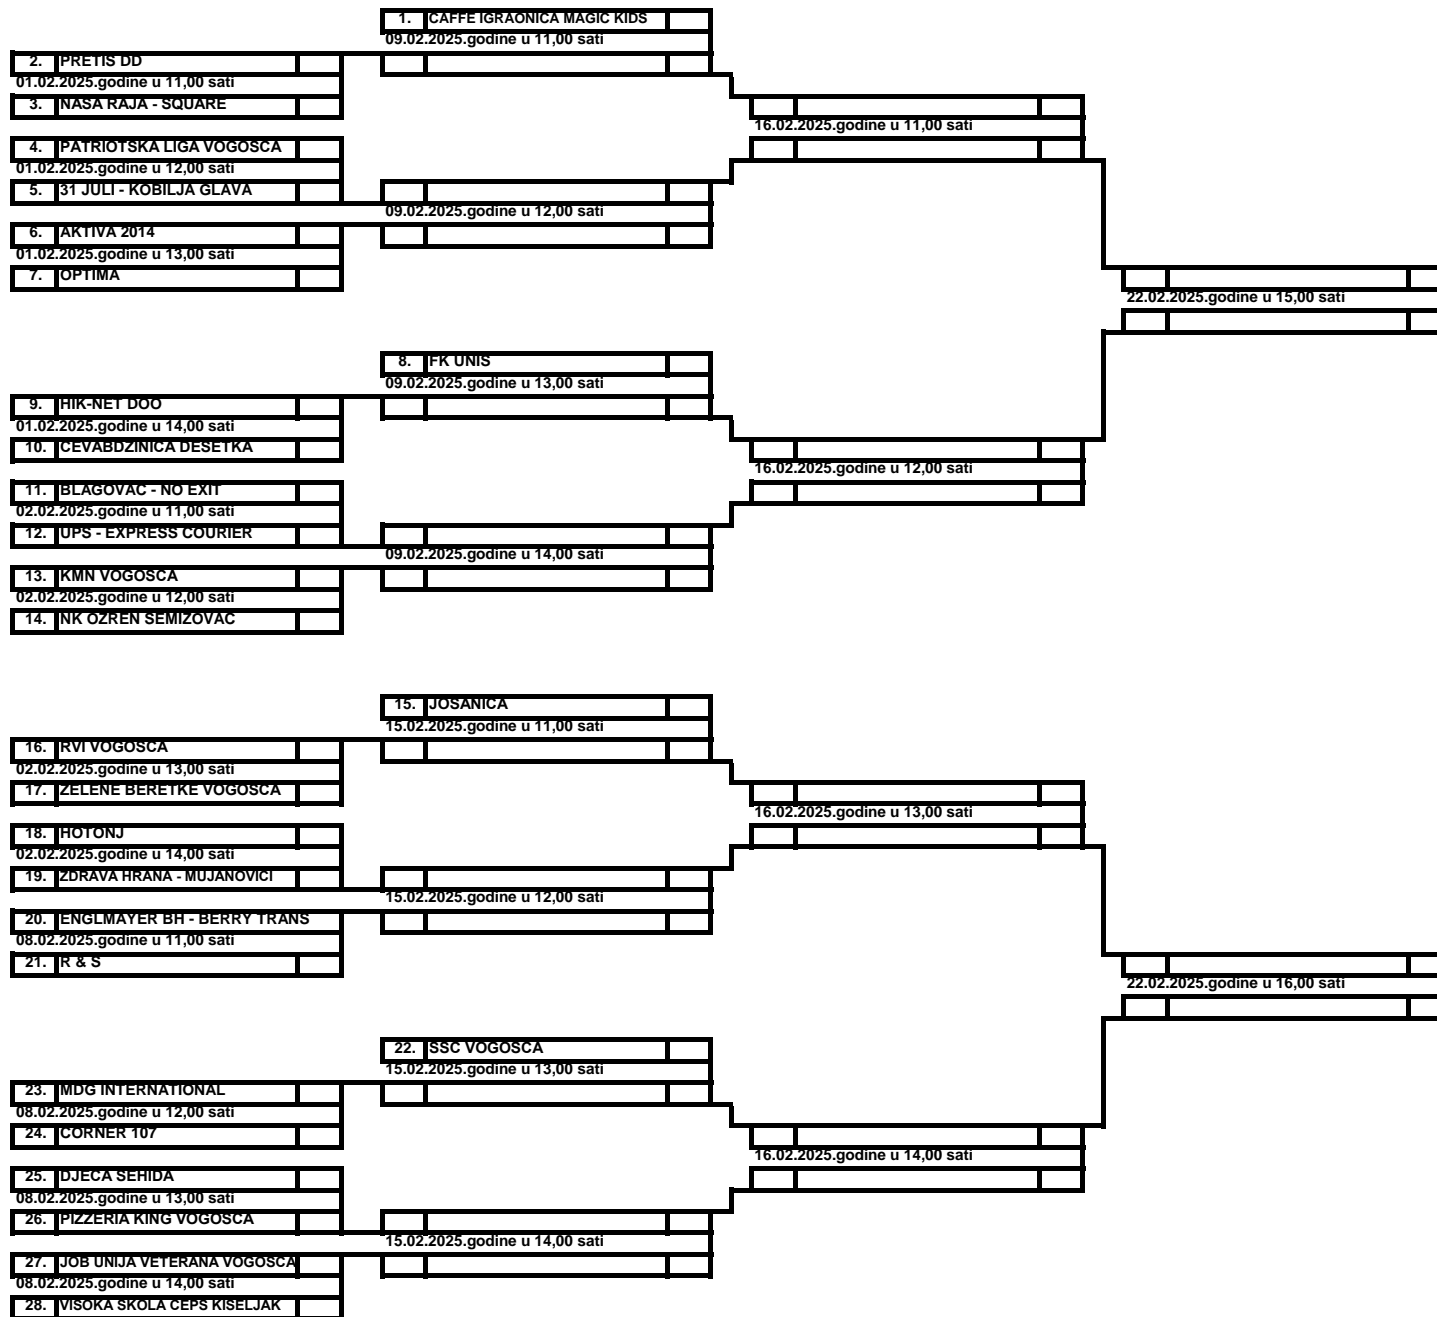 1. CAFFE IGRAONICA MAGIC KIDS
09.02.2025.godine u 11,00 sati
2. PRETIS DD
01.02.2025.godine u 11,00 sati
3. NASA RAJA - SQUARE
16.02.2025.godine u 11,00 sati
4. PATRIOTSKA LIGA VOGOSCA
01.02.2025.godine u 12,00 sati
5. 31 JULI - KOBILJA GLAVA
09.02.2025.godine u 12,00 sati
6. AKTIVA 2014
01.02.2025.godine u 13,00 sati
7. OPTIMA
22.02.2025.godine u 15,00 sati
8. FK UNIS
09.02.2025.godine u 13,00 sati
9. HIK-NET DOO
01.02.2025.godine u 14,00 sati
10. CEVABDZINICA DESETKA
16.02.2025.godine u 12,00 sati
11. BLAGOVAC - NO EXIT
02.02.2025.godine u 11,00 sati
12. UPS - EXPRESS COURIER
09.02.2025.godine u 14,00 sati
13. KMN VOGOSCA
02.02.2025.godine u 12,00 sati
14. NK OZREN SEMIZOVAC
15. JOSANICA
15.02.2025.godine u 11,00 sati
16. RVI VOGOSCA
02.02.2025.godine u 13,00 sati
17. ZELENE BERETKE VOGOSCA
16.02.2025.godine u 13,00 sati
18. HOTONJ
02.02.2025.godine u 14,00 sati
19. ZDRAVA HRANA - MUJANOVICI
15.02.2025.godine u 12,00 sati
20. ENGLMAYER BH - BERRY TRANS
08.02.2025.godine u 11,00 sati
21. R & S
22.02.2025.godine u 16,00 sati
22. SSC VOGOSCA
15.02.2025.godine u 13,00 sati
23. MDG INTERNATIONAL
08.02.2025.godine u 12,00 sati
24. CORNER 107
16.02.2025.godine u 14,00 sati
25. DJECA SEHIDA
08.02.2025.godine u 13,00 sati
26. PIZZERIA KING VOGOSCA
15.02.2025.godine u 14,00 sati
27. JOB UNIJA VETERANA VOGOSCA
08.02.2025.godine u 14,00 sati
28. VISOKA SKOLA CEPS KISELJAK